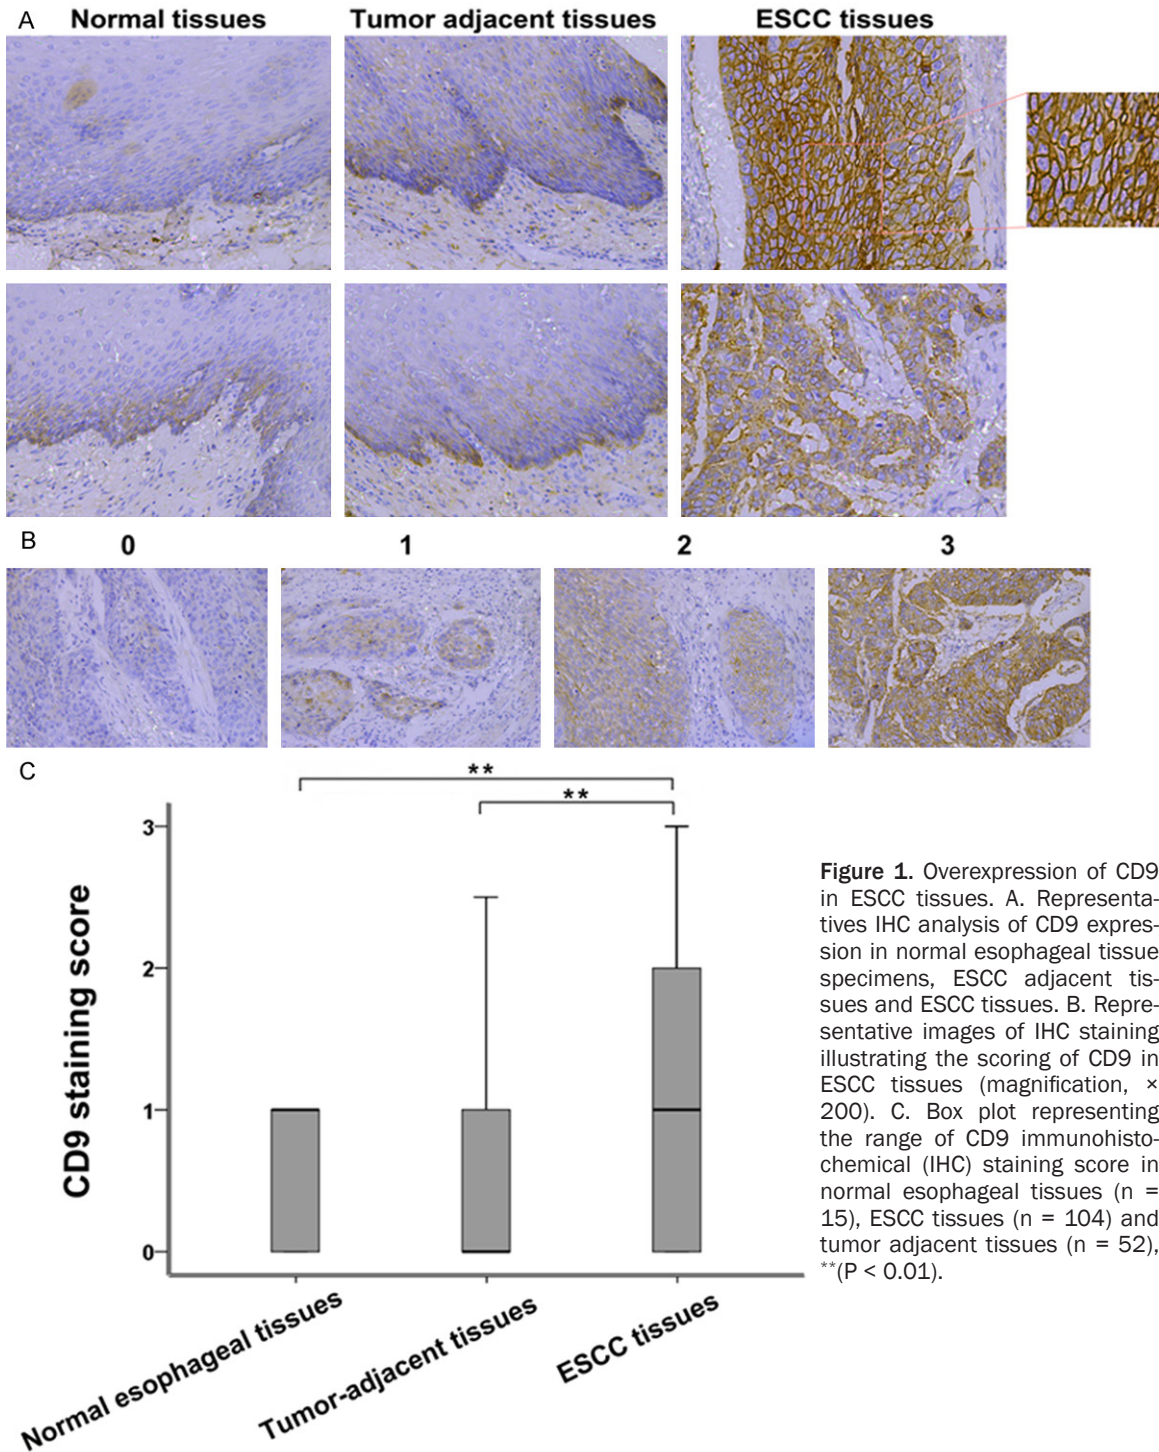 A
Normal tissues
Tumor adjacent tissues
ESCC tissues
B
0
1
2
3
C
**
**
3
2
1
0
CD9 staining score
Normal esophageal tissues
Tumor-adjacent tissues
ESCC tissues
Figure 1. Overexpression of CD9
in ESCC tissues. A. Representa-
tives IHC analysis of CD9 expres-
sion in normal esophageal tissue
specimens, ESCC adjacent tis-
sues and ESCC tissues. B. Repre-
sentative images of IHC staining
illustrating the scoring of CD9 in
ESCC tissues (magnification, ×
200). C. Box plot representing
the range of CD9 immunohisto-
chemical (IHC) staining score in
normal esophageal tissues (n =
15), ESCC tissues (n = 104) and
tumor adjacent tissues (n = 52),
**(P < 0.01).